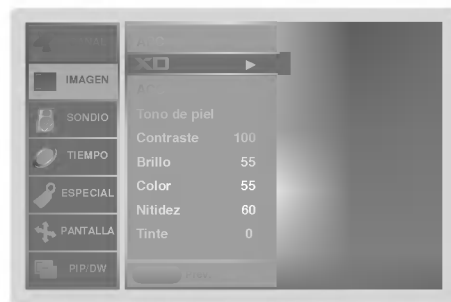 IMAGEN
SONDIO
TIEMPO
ESPECIAL
PANTALLA
PIP/DW
XD
Tono de piel
Contraste 100
Brillo 55
Color 55
Nitidez 60
Tinte 0